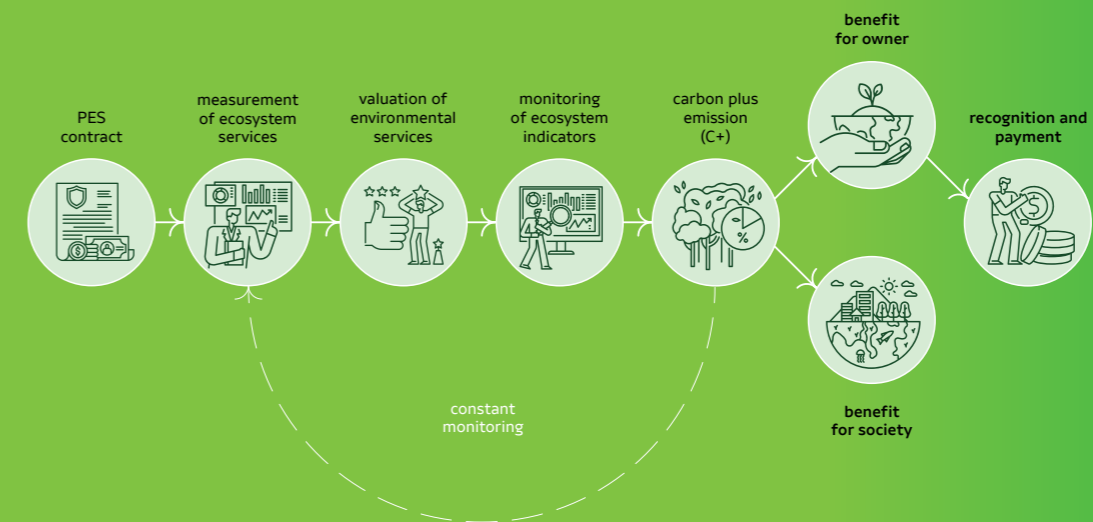 PES
contract
measurement
of ecosystem
services
valuation of
environmental
services
monitoring
of ecosystem
indicators
carbon plus
emission
(C+)
benefit
for owner
recognition and
payment
benefit
for society
constant
monitoring
$
%
$